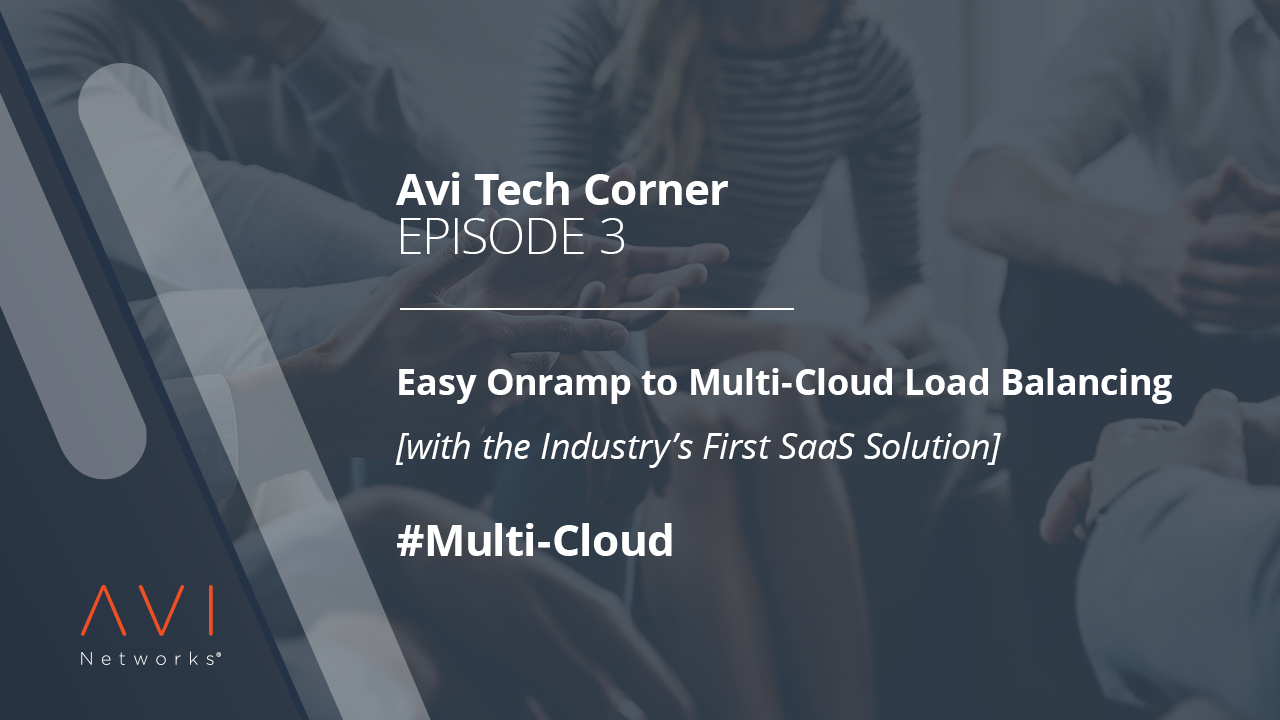 Avi Tech Corner
EPISODE 3
Easy Onramp to Multi-Cloud Load Balancing
[with the Industry’s First SaaS Solution]
#Multi-Cloud
AVI
Networks®